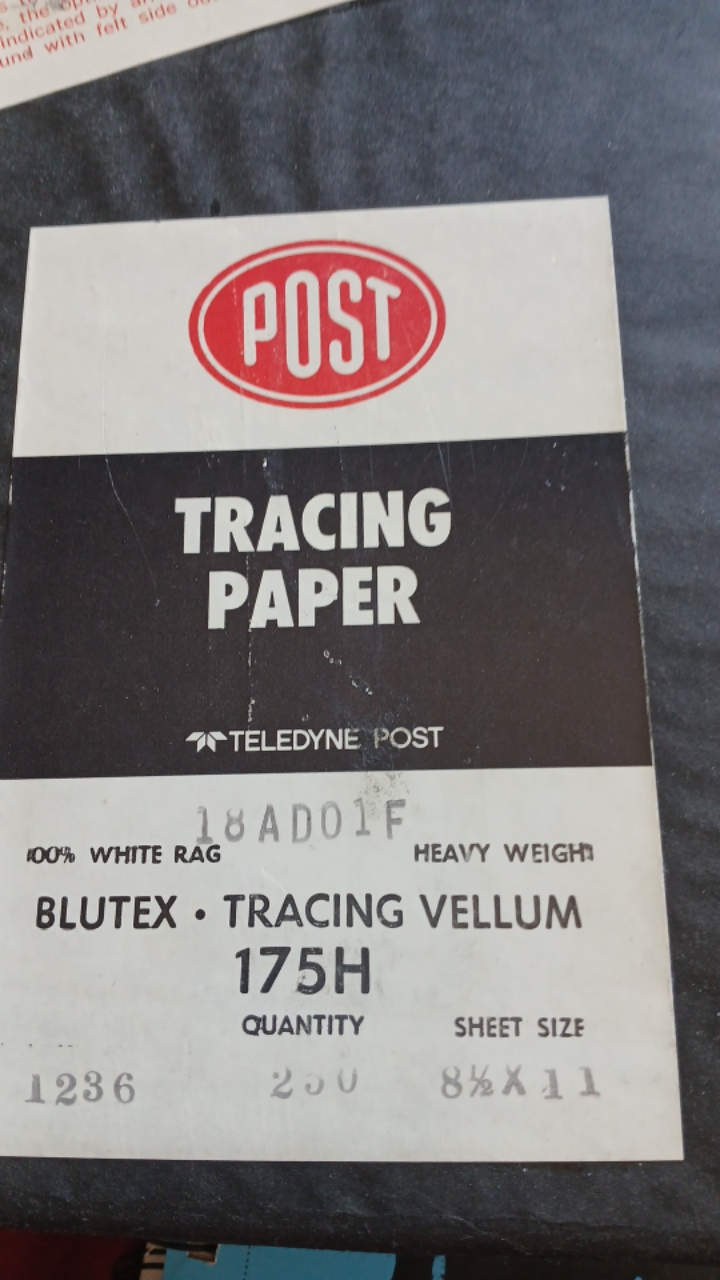 the
indicated by
und with felt side
POST
TRACING
PAPER
TELEDYNE POST
18AD01F
100% WHITE RAG HEAVY WEIGHT
BLUTEX • TRACING VELLUM
175H
QUANTITY SHEET SIZE
1236 250 8½X11